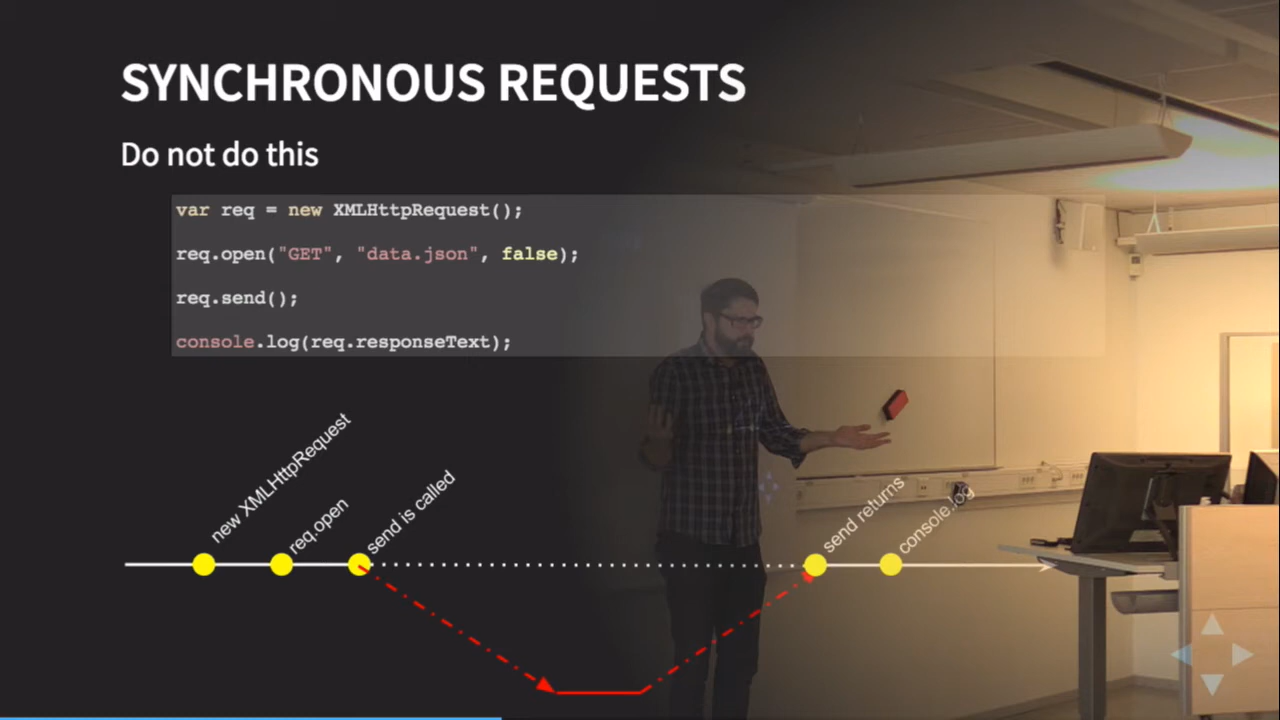 SYNCHRONOUS REQUESTS
Do not do this
var req = new XMLHttpRequest();
req.open("GET", "data.json", false);
req.send();
console.log(req.responseText);
new XMLHttpRequest
req.open
send is called
send returns
console.log